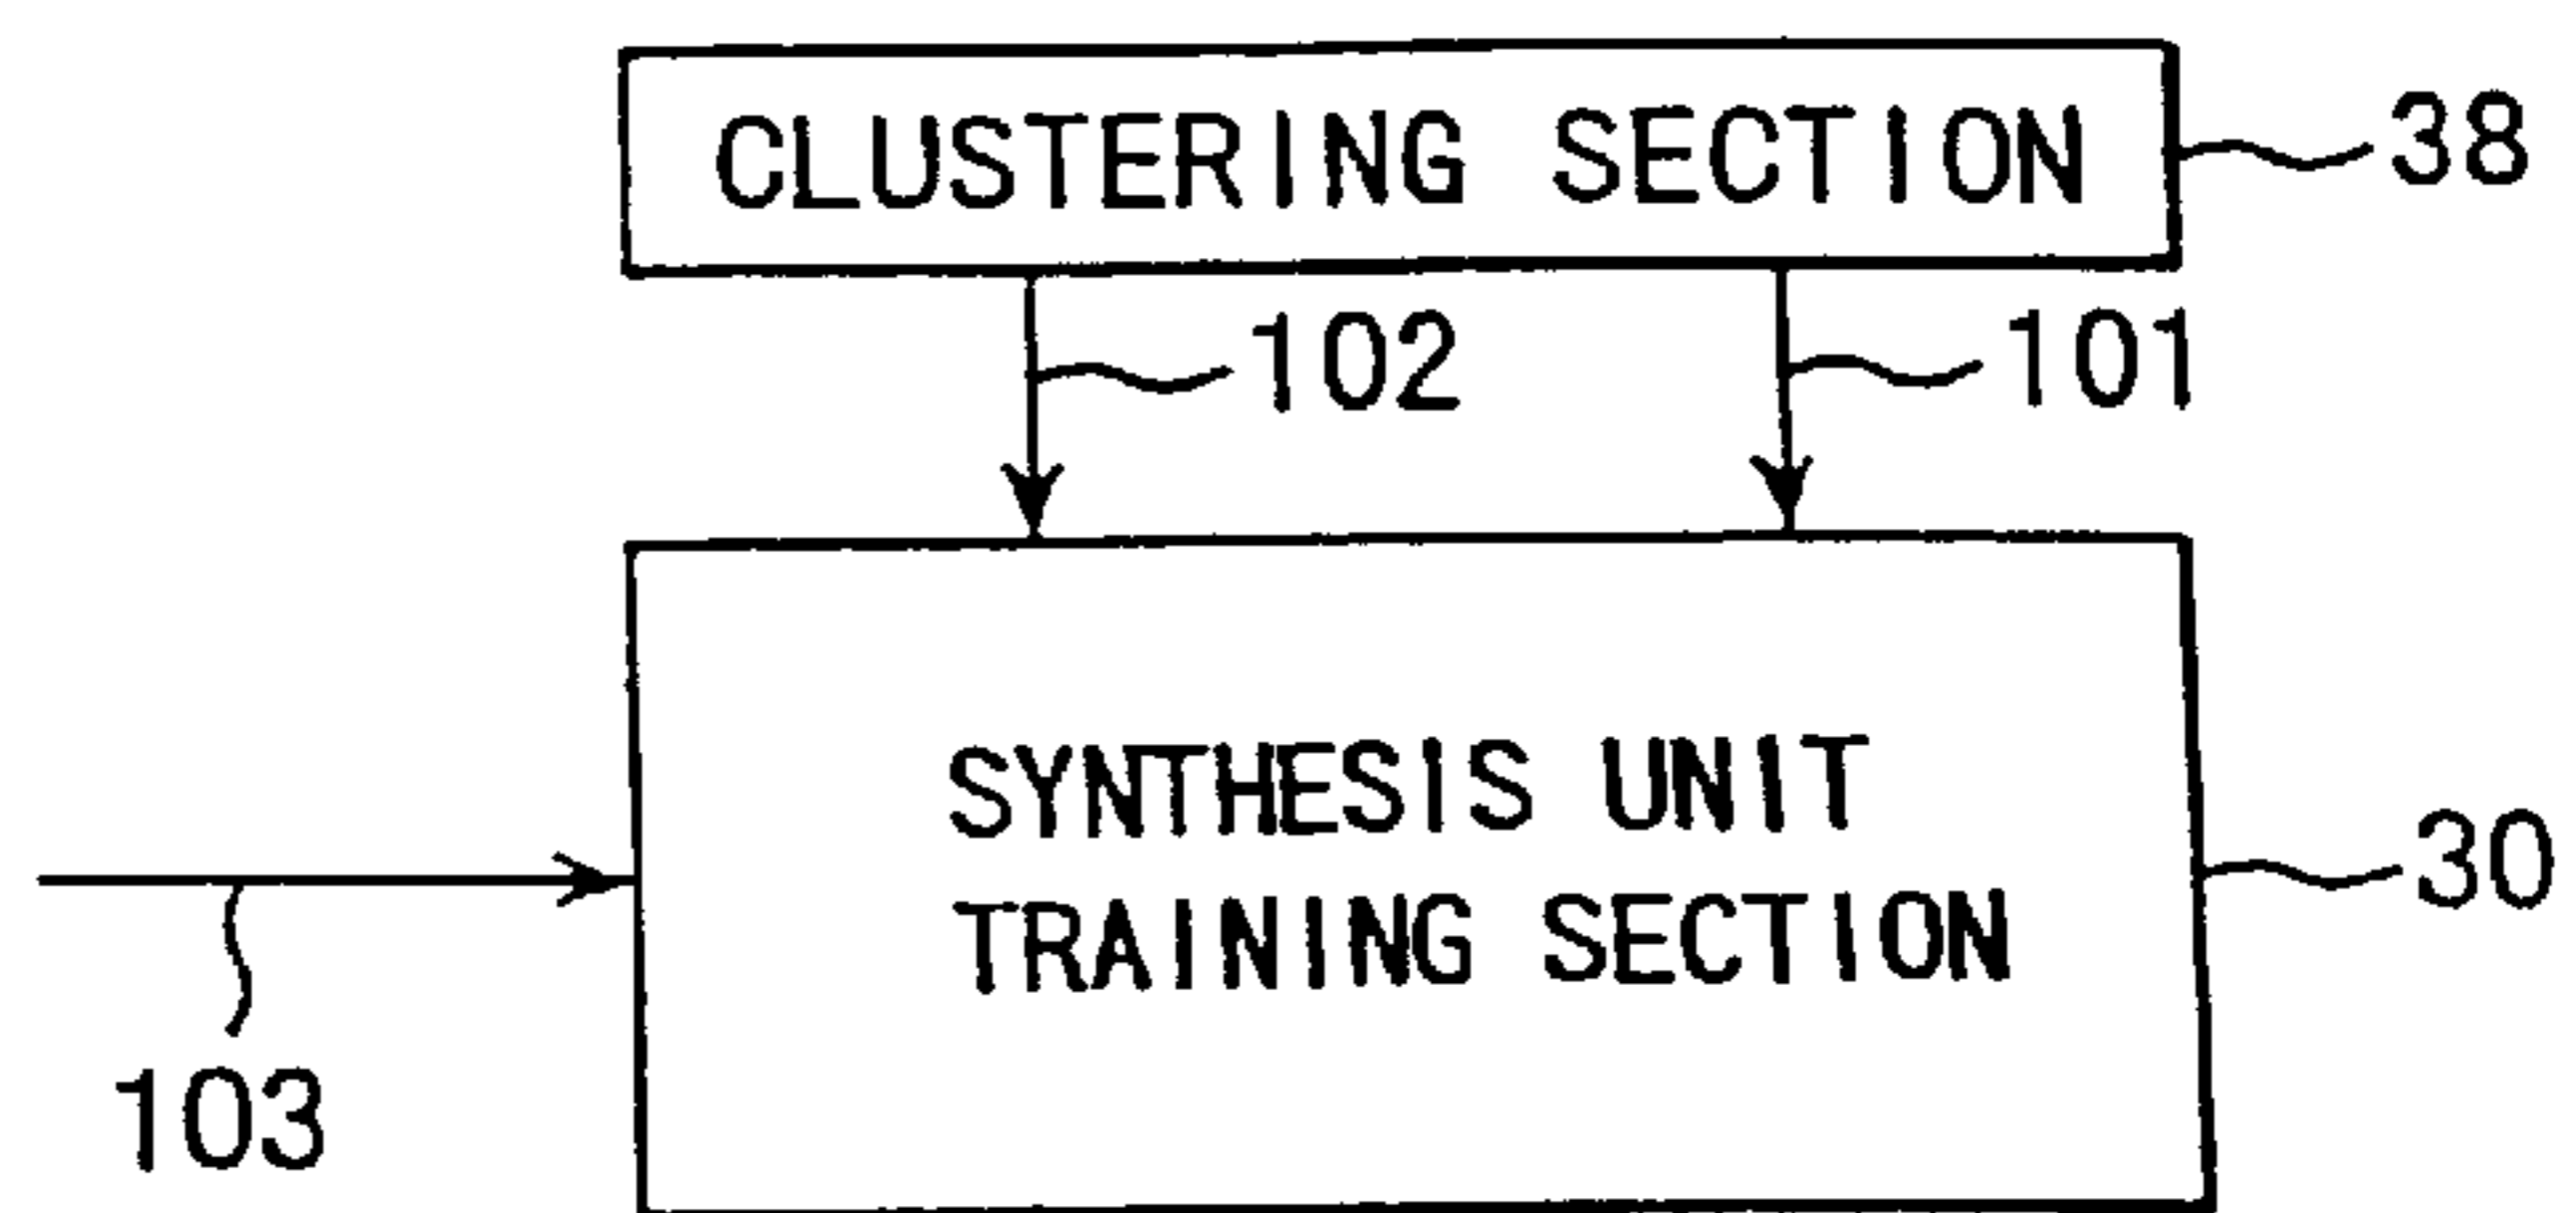 CLUSTERING SECTION
38
102
101
SYNTHESIS UNIT
TRAINING SECTION
30
103